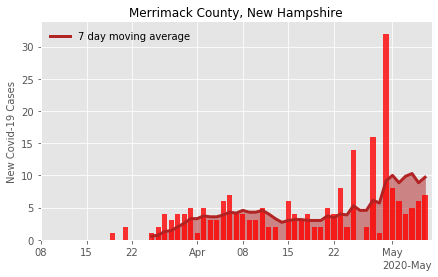 Merrimack County, New Hampshire
7 day moving average
New Covid-19 Cases
30
25
20
15
10
5
0
08 15 22 Apr 08 15 22 May
2020-May